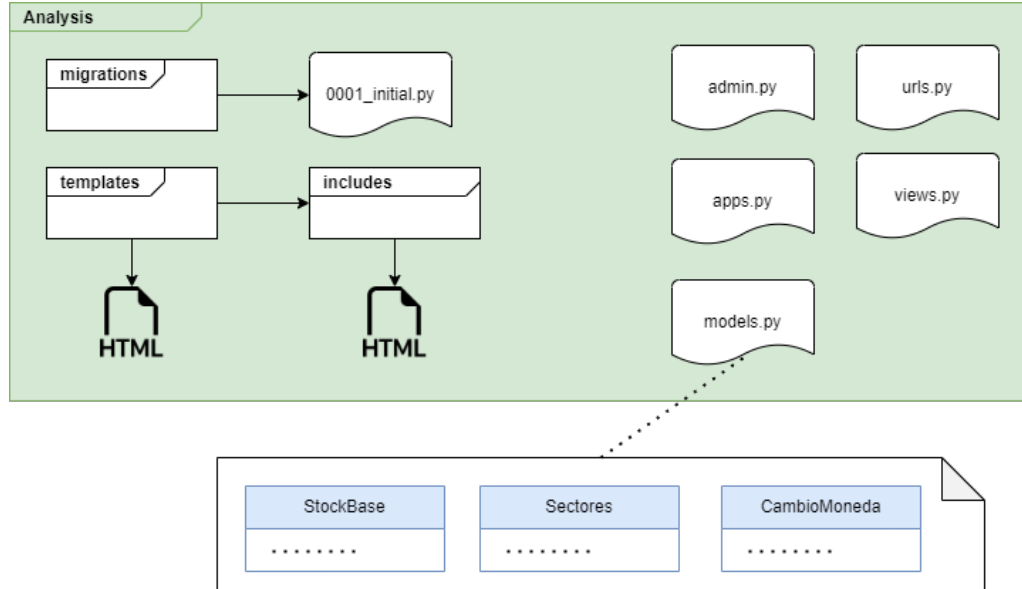 Analysis
migrations
0001_initial.py
admin.py
urls.py
templates
includes
apps.py
views.py
HTML
HTML
models.py
StockBase
Sectores
CambioMoneda
........
........
........